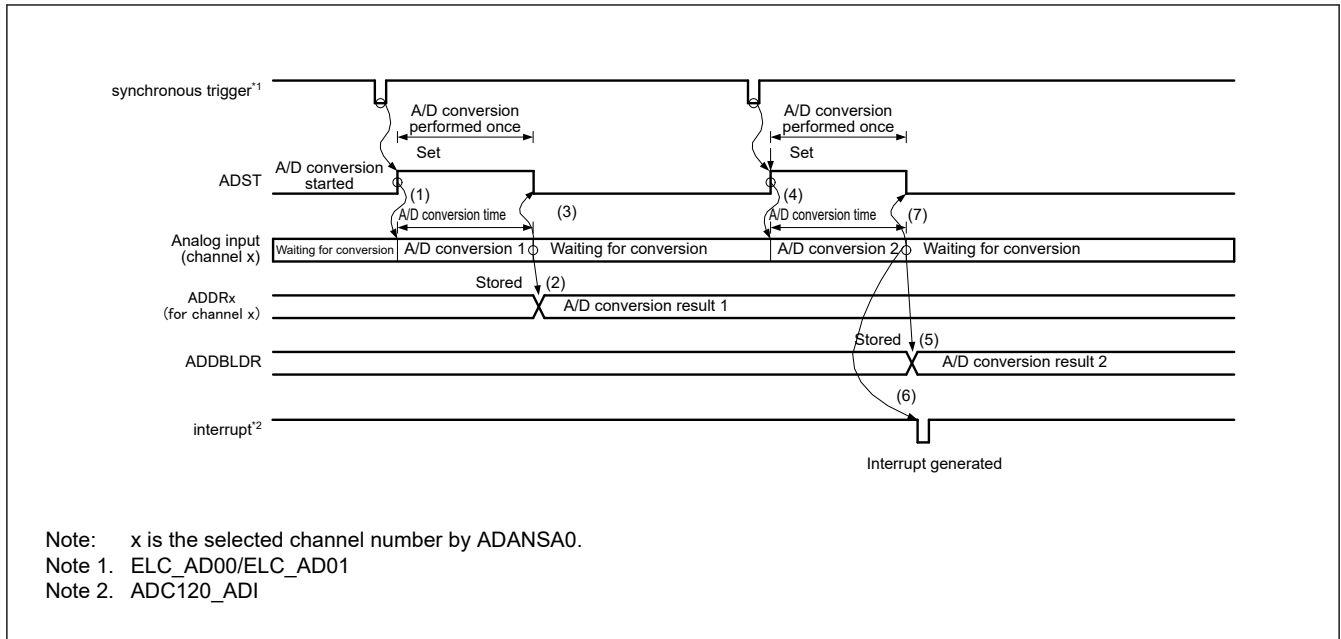 synchronous trigger*1
A/D conversion
performed once
A/D conversion
performed once
Set
Set
ADST
A/D conversion
started
(1)
(3)
(4)
(7)
A/D conversion time
A/D conversion time
Analog input
(channel x)
Waiting for conversion
A/D conversion 1
Waiting for conversion
A/D conversion 2
Waiting for conversion
Stored
(2)
ADDRx
(for channel x)
A/D conversion result 1
Stored
(5)
ADDBLDR
A/D conversion result 2
(6)
interrupt*2
Interrupt generated
Note: x is the selected channel number by ADANSA0.
Note 1. ELC_AD00/ELC_AD01
Note 2. ADC120_ADI